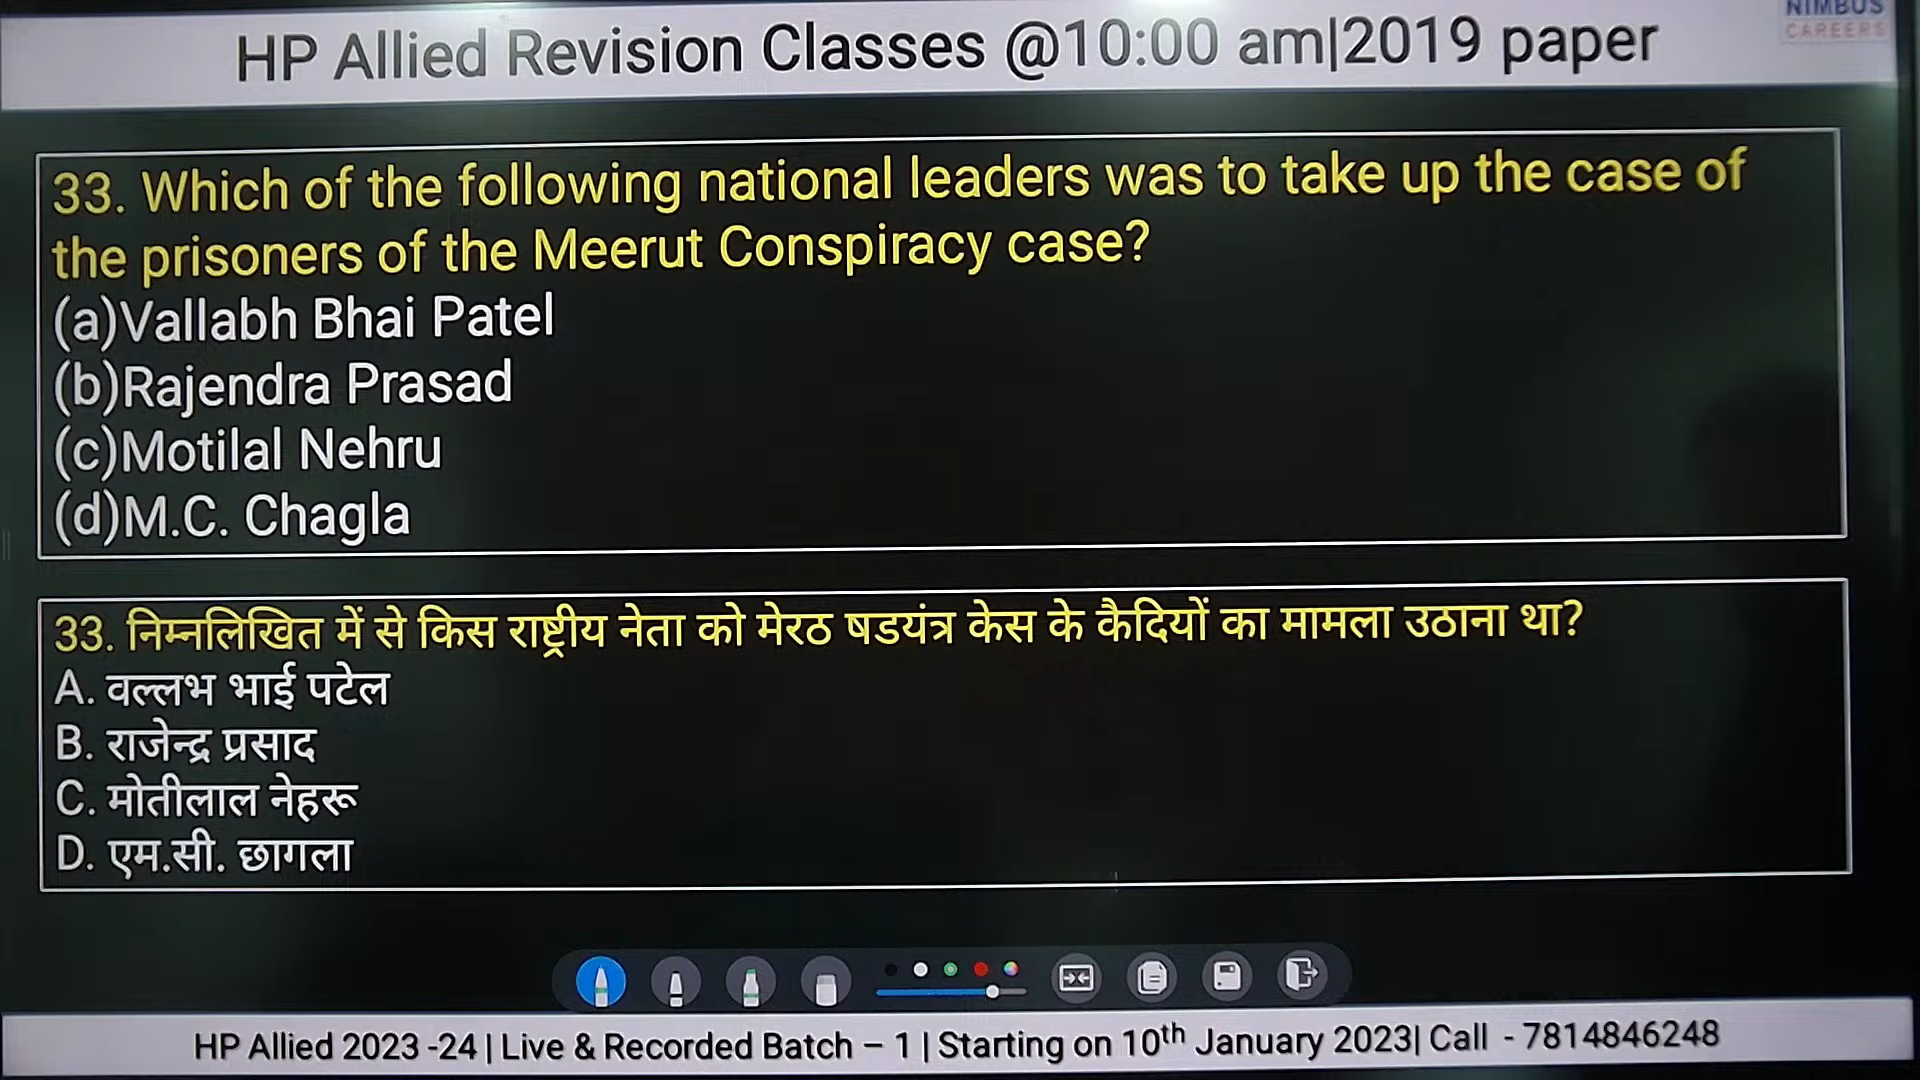 NIMBUS
CAREERS
HP Allied Revision Classes @10:00 am|2019 paper
33. Which of the following national leaders was to take up the case of
the prisoners of the Meerut Conspiracy case?
(a)Vallabh Bhai Patel
(b)Rajendra Prasad
(c)Motilal Nehru
(d)M.C. Chagla
33. निम्नलिखित में से किस राष्ट्रीय नेता को मेरठ षडयंत्र केस के कैदियों का मामला उठाना था?
A. वल्लभ भाई पटेल
B. राजेन्द्र प्रसाद
C. मोतीलाल नेहरू
D. एम.सी. छागला
HP Allied 2023 -24 | Live & Recorded Batch – 1 | Starting on 10th January 2023| Call - 7814846248